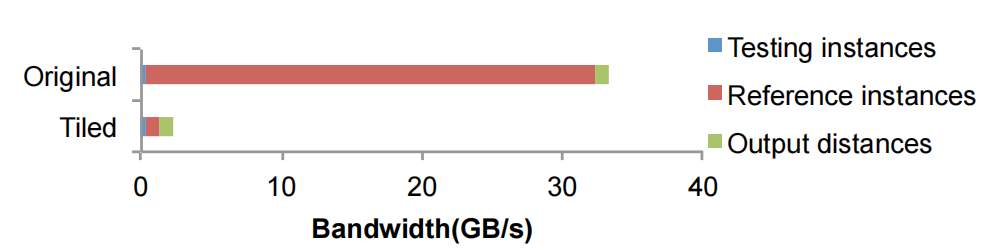 Original
Tiled
0 10 20 30 40
Bandwidth(GB/s)
Testing instances
Reference instances
Output distances